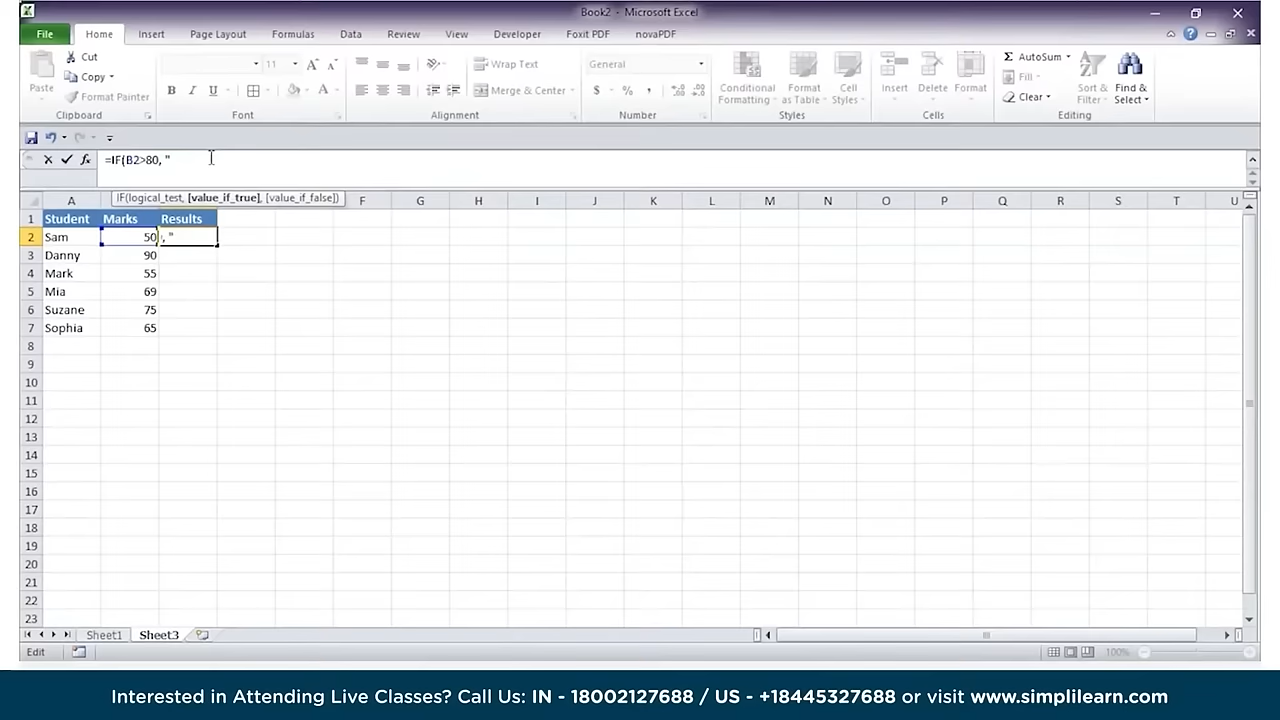 Book2 - Microsoft Excel
File Home Insert Page Layout Formulas Data Review View Developer Foxit PDF novaPDF
Paste
Cut
Copy
Format Painter
Clipboard
11
B I U
Font
Wrap Text
Merge & Center
Alignment
General
$ % ,
Number
Conditional Formatting
Format as Table
Cell Styles
Styles
Insert
Delete
Format
Cells
Σ AutoSum
Fill
Clear
Sort & Filter
Find & Select
Editing
fx =IF(B2>80, "
IF(logical_test, [value_if_true], [value_if_false])
A F G H I J K L M N O P Q R S T U
1 Student Marks Results
2 Sam 50 , "
3 Danny 90
4 Mark 55
5 Mia 69
6 Suzane 75
7 Sophia 65
8
9
10
11
12
13
14
15
16
17
18
19
20
21
22
23
Sheet1 Sheet3
Edit 100%
Interested in Attending Live Classes? Call Us: IN - 18002127688 / US - +18445327688 or visit www.simplilearn.com